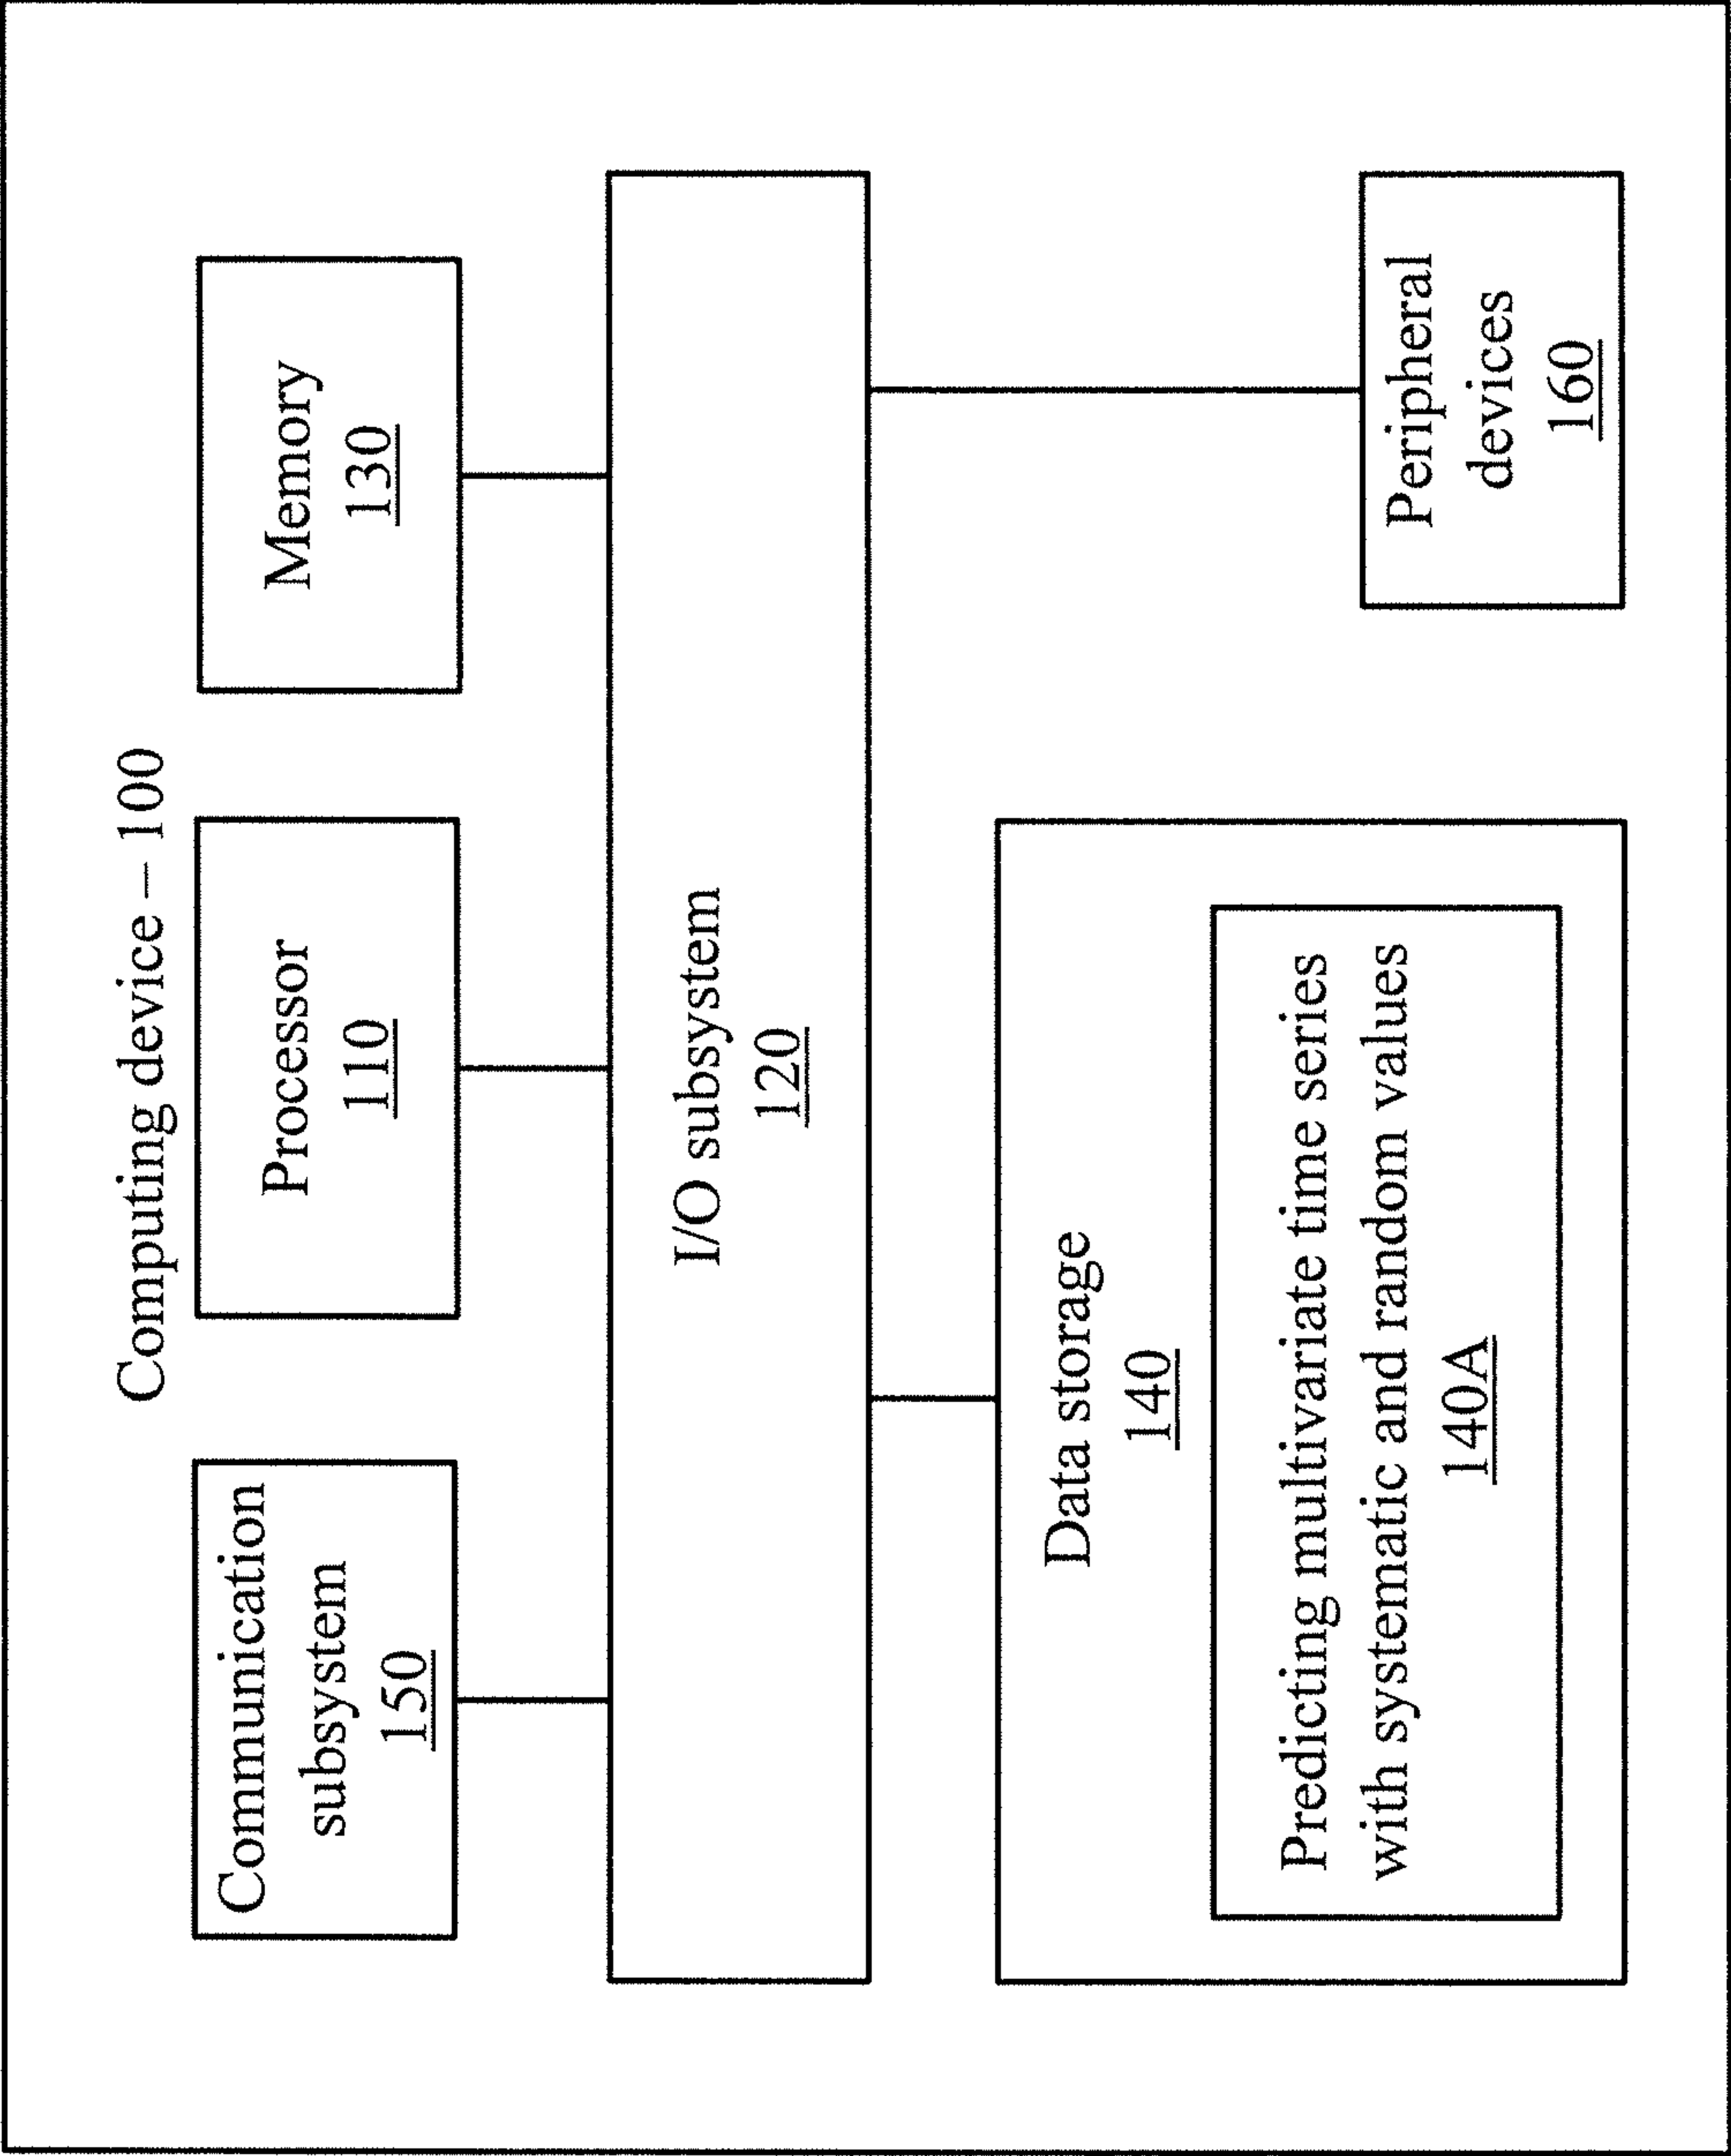 Computing device – 100
Communication
subsystem
150
Processor
110
Memory
130
I/O subsystem
120
Data storage
140
Predicting multivariate time series
with systematic and random values
140A
Peripheral
devices
160